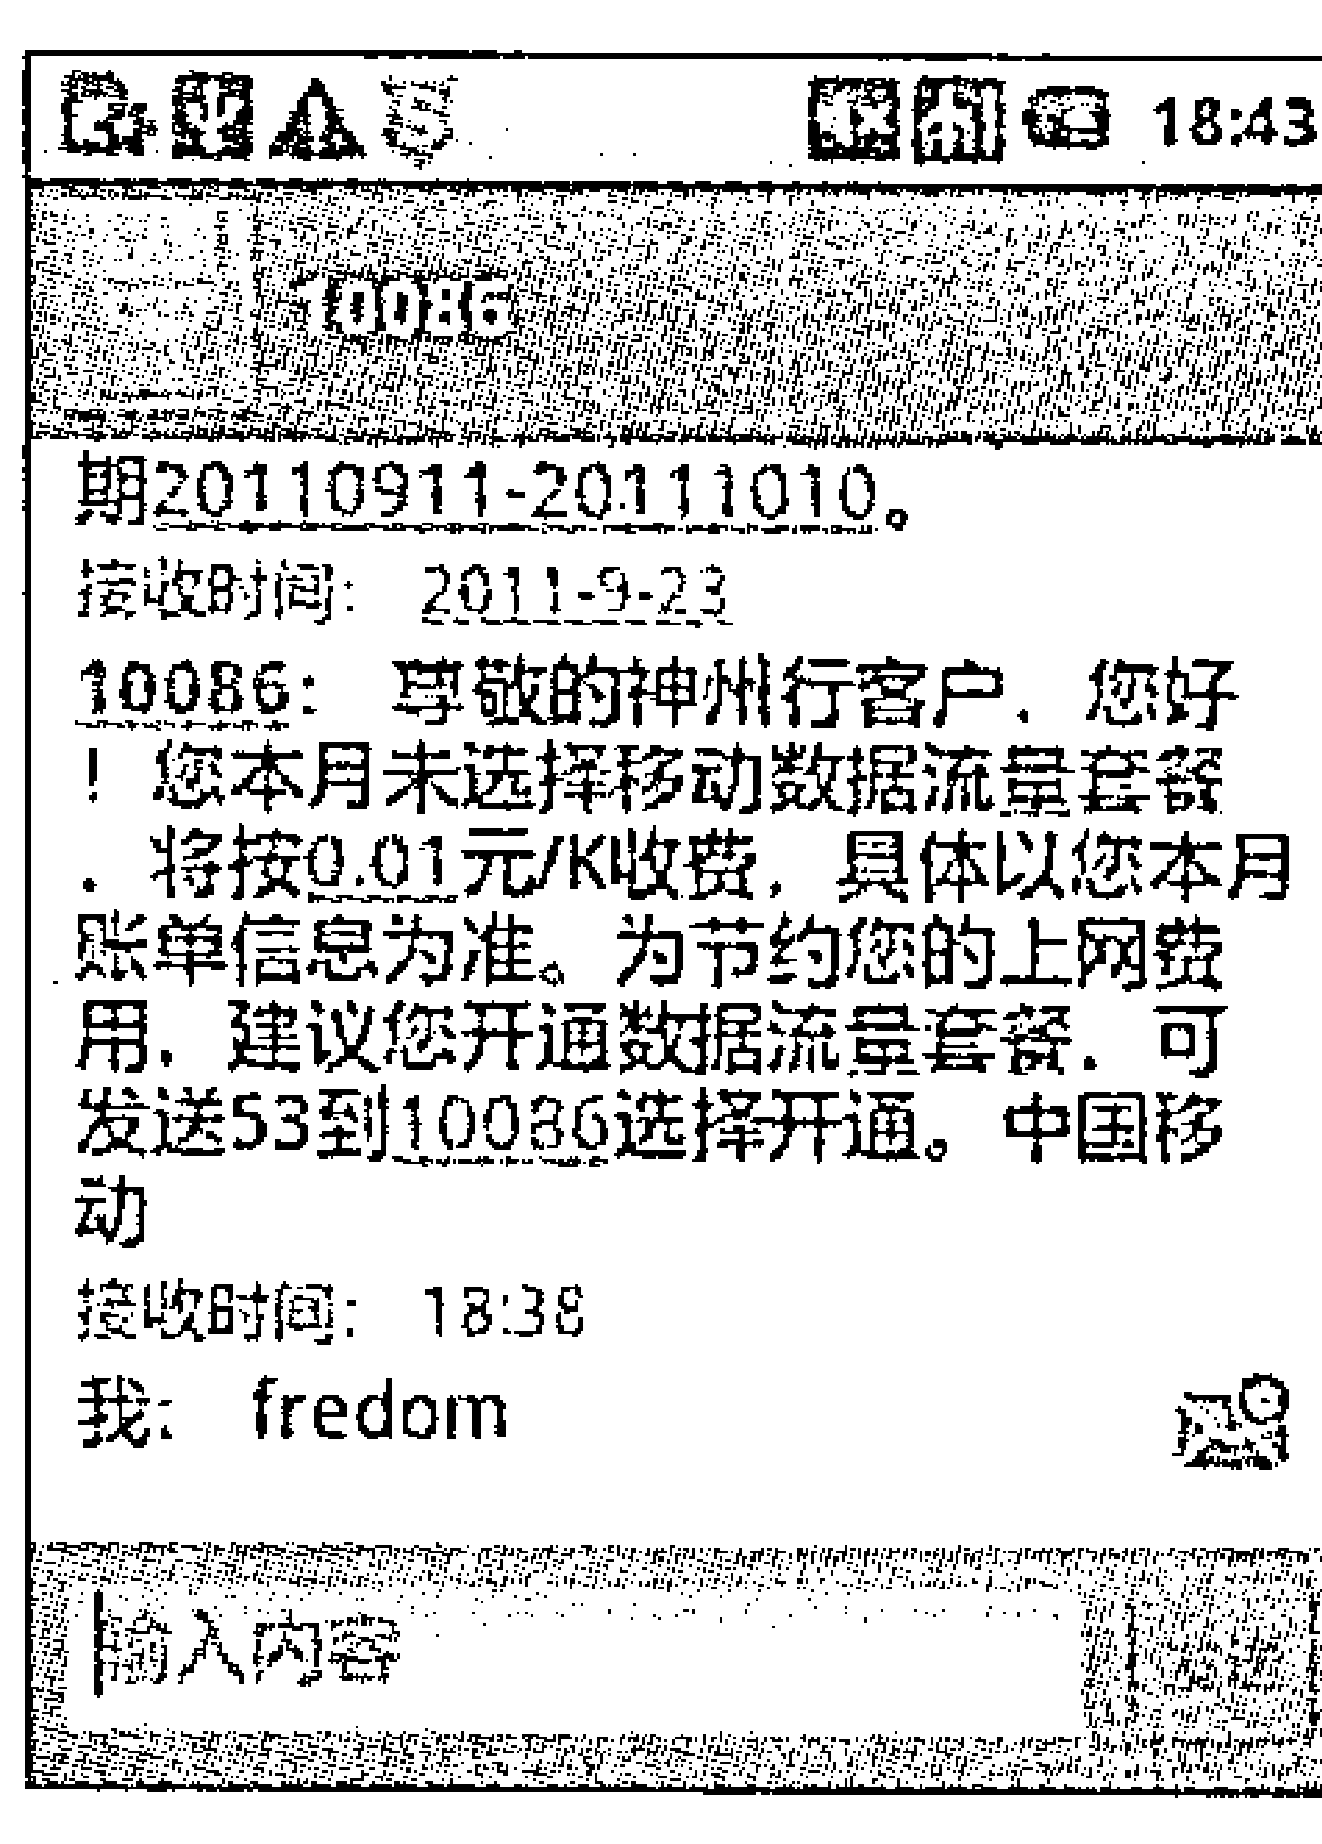 18:43
10086
期20110911-20111010。
接收时间: 2011-9-23
10086: 尊敬的神州行客户，您好
！您本月未选择移动数据流量套餐
，将按0.01元/K收费，具体以您本月
账单信息为准。为节约您的上网费
用，建议您开通数据流量套餐，可
发送53到10086选择开通。中国移
动
接收时间: 18:38
我: fredom
输入内容